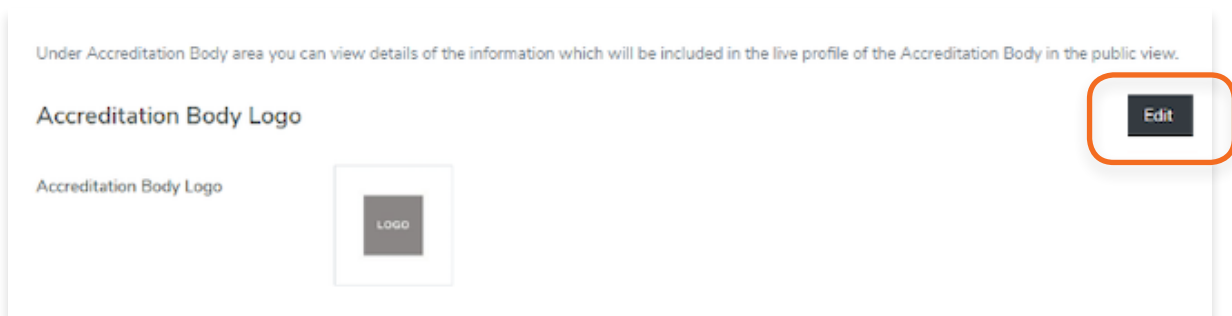 Under Accreditation Body area you can view details of the information which will be included in the live profile of the Accreditation Body in the public view.
Accreditation Body Logo
Edit
Accreditation Body Logo
LOGO